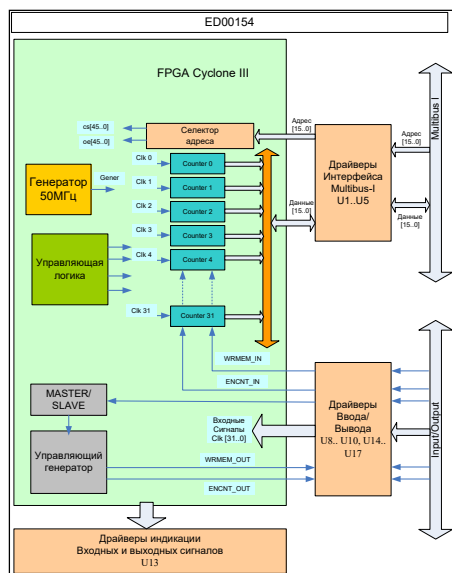 ED00154
FPGA Cyclone III
cs[45..0]
oe[45..0]
Селектор
адреса
Адрес
[15..0]
Драйверы
Интерфейса
Multibus-I
U1..U5
Адрес
[15..0]
Multibus I
Данные
[15..0]
Данные
[15..0]
Генератор
50МГц
Gener
Clk 0
Counter 0
Clk 1
Counter 1
Clk 2
Counter 2
Clk 3
Counter 3
Clk 4
Counter 4
Управляющая
логика
Clk 31
Counter 31
WRMEM_IN
ENCNT_IN
MASTER/
SLAVE
Входные
Сигналы
Clk [31..0]
Драйверы
Ввода/
Вывода
U8.. U10, U14..
U17
Input/Output
Управляющий
генератор
WRMEM_OUT
ENCNT_OUT
Драйверы индикации
Входных и выходных сигналов
U13